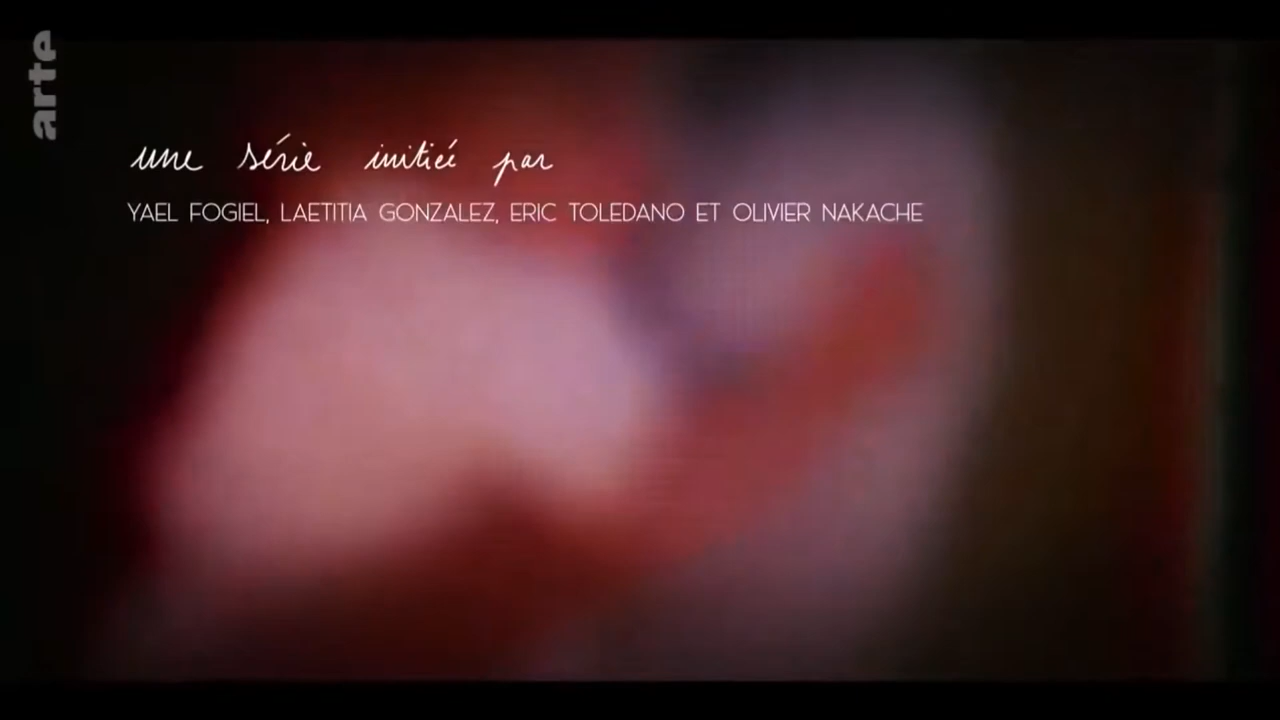 arte
une série initiée par
YAEL FOGIEL, LAETITIA GONZALEZ, ERIC TOLEDANO ET OLIVIER NAKACHE